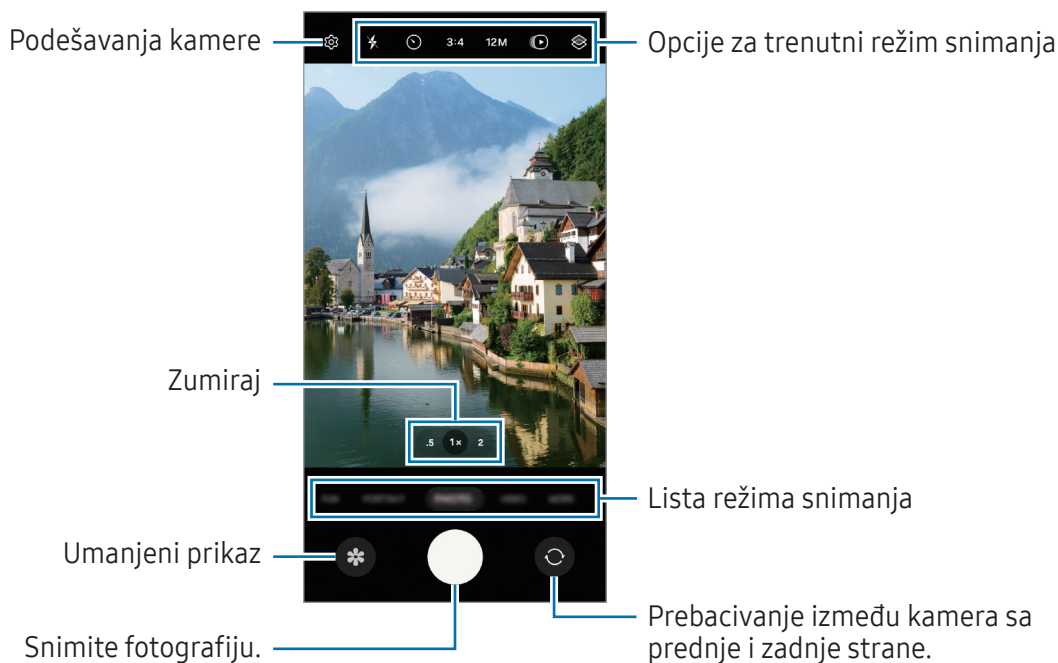 Podešavanja kamere
3:4
12M
Opcije za trenutni režim snimanja
Zumiraj
.5
1×
2
Lista režima snimanja
Umanjeni prikaz
Snimite fotografiju.
Prebacivanje između kamera sa
prednje i zadnje strane.